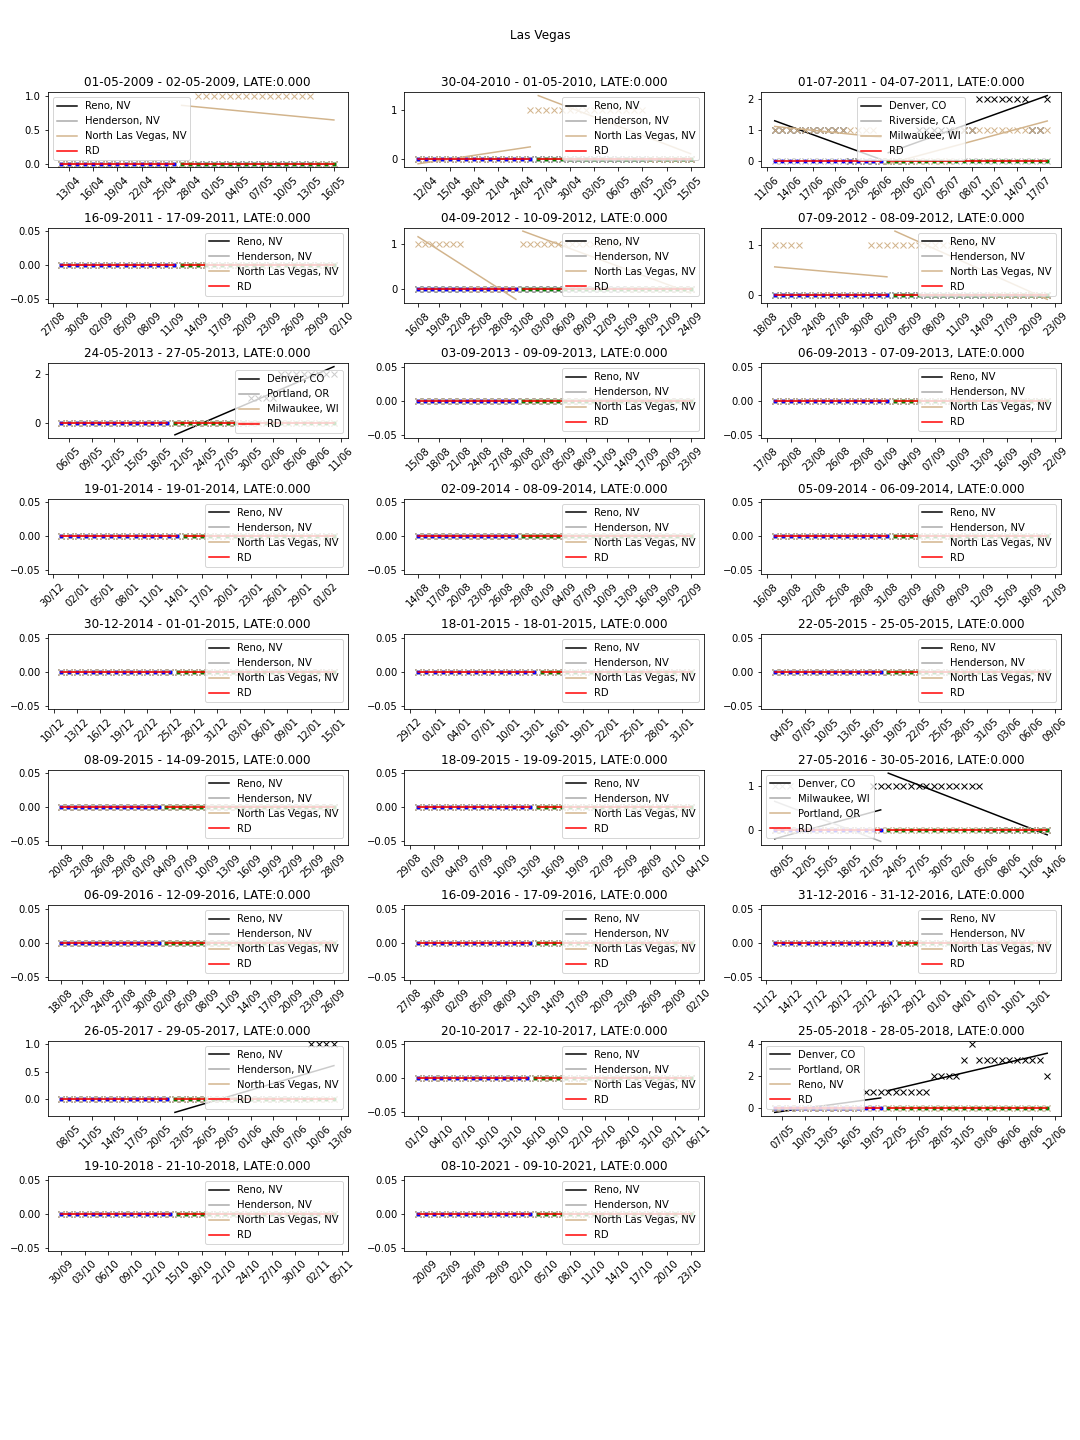 Las Vegas
01-05-2009 - 02-05-2009, LATE:0.000
1.0
0.5
0.0
Reno, NV
Henderson, NV
North Las Vegas, NV
RD
13/04 16/04 19/04 22/04 25/04 28/04 01/05 04/05 07/05 10/05 13/05 16/05
30-04-2010 - 01-05-2010, LATE:0.000
1
0
Reno, NV
Henderson, NV
North Las Vegas, NV
RD
12/04 15/04 18/04 21/04 24/04 27/04 30/04 03/05 06/05 09/05 12/05 15/05
01-07-2011 - 04-07-2011, LATE:0.000
2
1
0
Denver, CO
Riverside, CA
Milwaukee, WI
RD
11/06 14/06 17/06 20/06 23/06 26/06 29/06 02/07 05/07 08/07 11/07 14/07 17/07
16-09-2011 - 17-09-2011, LATE:0.000
0.05
0.00
−0.05
Reno, NV
Henderson, NV
North Las Vegas, NV
RD
27/08 30/08 02/09 05/09 08/09 11/09 14/09 17/09 20/09 23/09 26/09 29/09 02/10
04-09-2012 - 10-09-2012, LATE:0.000
1
0
Reno, NV
Henderson, NV
North Las Vegas, NV
RD
16/08 19/08 22/08 25/08 28/08 31/08 03/09 06/09 09/09 12/09 15/09 18/09 21/09 24/09
07-09-2012 - 08-09-2012, LATE:0.000
1
0
Reno, NV
Henderson, NV
North Las Vegas, NV
RD
18/08 21/08 24/08 27/08 30/08 02/09 05/09 08/09 11/09 14/09 17/09 20/09 23/09
24-05-2013 - 27-05-2013, LATE:0.000
2
0
Denver, CO
Portland, OR
Milwaukee, WI
RD
06/05 09/05 12/05 15/05 18/05 21/05 24/05 27/05 30/05 02/06 05/06 08/06 11/06
03-09-2013 - 09-09-2013, LATE:0.000
0.05
0.00
−0.05
Reno, NV
Henderson, NV
North Las Vegas, NV
RD
15/08 18/08 21/08 24/08 27/08 30/08 02/09 05/09 08/09 11/09 14/09 17/09 20/09 23/09
06-09-2013 - 07-09-2013, LATE:0.000
0.05
0.00
−0.05
Reno, NV
Henderson, NV
North Las Vegas, NV
RD
17/08 20/08 23/08 26/08 29/08 01/09 04/09 07/09 10/09 13/09 16/09 19/09 22/09
19-01-2014 - 19-01-2014, LATE:0.000
0.05
0.00
−0.05
Reno, NV
Henderson, NV
North Las Vegas, NV
RD
30/12 02/01 05/01 08/01 11/01 14/01 17/01 20/01 23/01 26/01 29/01 01/02
02-09-2014 - 08-09-2014, LATE:0.000
0.05
0.00
−0.05
Reno, NV
Henderson, NV
North Las Vegas, NV
RD
14/08 17/08 20/08 23/08 26/08 29/08 01/09 04/09 07/09 10/09 13/09 16/09 19/09 22/09
05-09-2014 - 06-09-2014, LATE:0.000
0.05
0.00
−0.05
Reno, NV
Henderson, NV
North Las Vegas, NV
RD
16/08 19/08 22/08 25/08 28/08 31/08 03/09 06/09 09/09 12/09 15/09 18/09 21/09
30-12-2014 - 01-01-2015, LATE:0.000
0.05
0.00
−0.05
Reno, NV
Henderson, NV
North Las Vegas, NV
RD
10/12 13/12 16/12 19/12 22/12 25/12 28/12 31/12 03/01 06/01 09/01 12/01 15/01
18-01-2015 - 18-01-2015, LATE:0.000
0.05
0.00
−0.05
Reno, NV
Henderson, NV
North Las Vegas, NV
RD
29/12 01/01 04/01 07/01 10/01 13/01 16/01 19/01 22/01 25/01 28/01 31/01
22-05-2015 - 25-05-2015, LATE:0.000
0.05
0.00
−0.05
Reno, NV
Henderson, NV
North Las Vegas, NV
RD
04/05 07/05 10/05 13/05 16/05 19/05 22/05 25/05 28/05 31/05 03/06 06/06 09/06
08-09-2015 - 14-09-2015, LATE:0.000
0.05
0.00
−0.05
Reno, NV
Henderson, NV
North Las Vegas, NV
RD
20/08 23/08 26/08 29/08 01/09 04/09 07/09 10/09 13/09 16/09 19/09 22/09 25/09 28/09
18-09-2015 - 19-09-2015, LATE:0.000
0.05
0.00
−0.05
Reno, NV
Henderson, NV
North Las Vegas, NV
RD
29/08 01/09 04/09 07/09 10/09 13/09 16/09 19/09 22/09 25/09 28/09 01/10 04/10
27-05-2016 - 30-05-2016, LATE:0.000
1
0
Denver, CO
Milwaukee, WI
Portland, OR
RD
09/05 12/05 15/05 18/05 21/05 24/05 27/05 30/05 02/06 05/06 08/06 11/06 14/06
06-09-2016 - 12-09-2016, LATE:0.000
0.05
0.00
−0.05
Reno, NV
Henderson, NV
North Las Vegas, NV
RD
18/08 21/08 24/08 27/08 30/08 02/09 05/09 08/09 11/09 14/09 17/09 20/09 23/09 26/09
16-09-2016 - 17-09-2016, LATE:0.000
0.05
0.00
−0.05
Reno, NV
Henderson, NV
North Las Vegas, NV
RD
27/08 30/08 02/09 05/09 08/09 11/09 14/09 17/09 20/09 23/09 26/09 29/09 02/10
31-12-2016 - 31-12-2016, LATE:0.000
0.05
0.00
−0.05
Reno, NV
Henderson, NV
North Las Vegas, NV
RD
11/12 14/12 17/12 20/12 23/12 26/12 29/12 01/01 04/01 07/01 10/01 13/01
26-05-2017 - 29-05-2017, LATE:0.000
1.0
0.5
0.0
Reno, NV
Henderson, NV
North Las Vegas, NV
RD
08/05 11/05 14/05 17/05 20/05 23/05 26/05 29/05 01/06 04/06 07/06 10/06 13/06
20-10-2017 - 22-10-2017, LATE:0.000
0.05
0.00
−0.05
Reno, NV
Henderson, NV
North Las Vegas, NV
RD
01/10 04/10 07/10 10/10 13/10 16/10 19/10 22/10 25/10 28/10 31/10 03/11 06/11
25-05-2018 - 28-05-2018, LATE:0.000
4
2
0
Denver, CO
Portland, OR
Reno, NV
RD
07/05 10/05 13/05 16/05 19/05 22/05 25/05 28/05 31/05 03/06 06/06 09/06 12/06
19-10-2018 - 21-10-2018, LATE:0.000
0.05
0.00
−0.05
Reno, NV
Henderson, NV
North Las Vegas, NV
RD
30/09 03/10 06/10 09/10 12/10 15/10 18/10 21/10 24/10 27/10 30/10 02/11 05/11
08-10-2021 - 09-10-2021, LATE:0.000
0.05
0.00
−0.05
Reno, NV
Henderson, NV
North Las Vegas, NV
RD
20/09 23/09 26/09 29/09 02/10 05/10 08/10 11/10 14/10 17/10 20/10 23/10